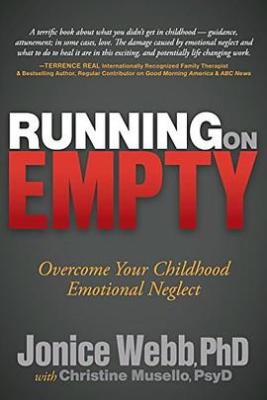 A terrific book about what you didn't get in childhood — guidance,
attunement; in some cases, love. The damage caused by emotional neglect and
what to do to heal it are in this exciting, and potentially life changing work.
—TERRENCE REAL Internationally Recognized Family Therapist
& Bestselling Author, Regular Contributor on Good Morning America & ABC News
RUNNING ON
EMPTY
Overcome Your Childhood
Emotional Neglect
Jonice Webb, PhD
with Christine Musello, PsyD